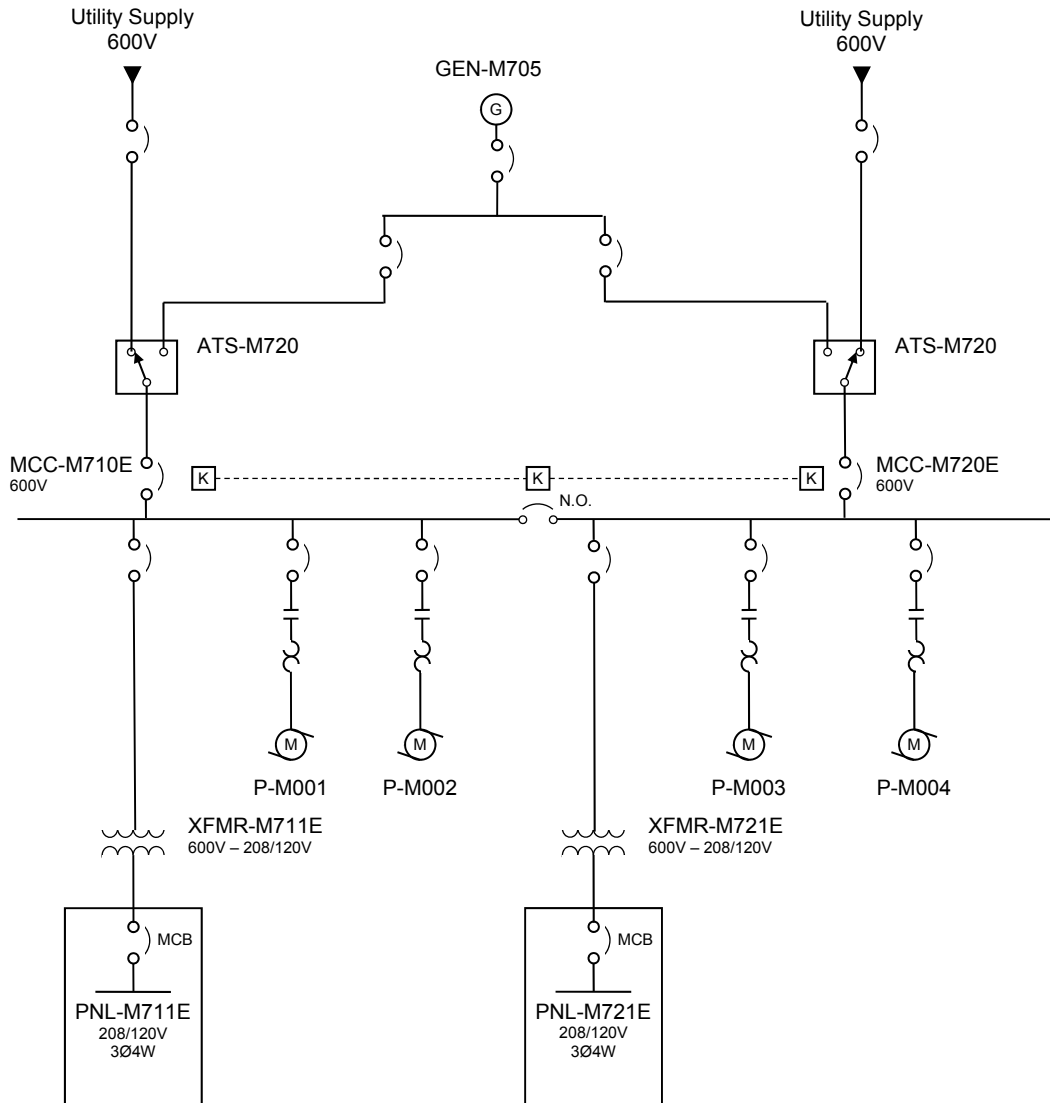 Utility Supply
600V
Utility Supply
600V
GEN-M705
G
ATS-M720
ATS-M720
MCC-M710E
600V
K
K
K
MCC-M720E
600V
N.O.
M
M
M
M
P-M001
P-M002
P-M003
P-M004
XFMR-M711E
600V – 208/120V
XFMR-M721E
600V – 208/120V
MCB
MCB
PNL-M711E
208/120V
3Ø4W
PNL-M721E
208/120V
3Ø4W